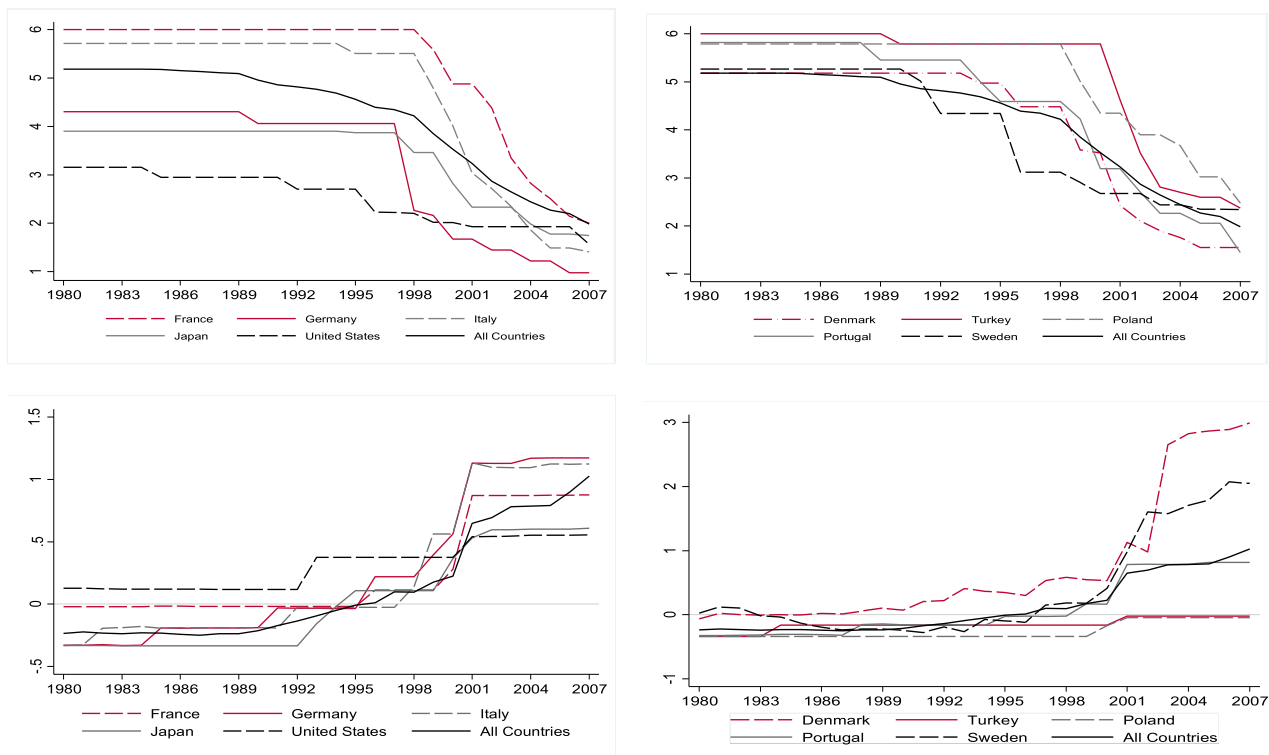 6
5
4
3
2
1
1980 1983 1986 1989 1992 1995 1998 2001 2004 2007
France Germany Italy
Japan United States All Countries
6
5
4
3
2
1
1980 1983 1986 1989 1992 1995 1998 2001 2004 2007
Denmark Turkey Poland
Portugal Sweden All Countries
1.5
1
.5
0
-.5
1980 1983 1986 1989 1992 1995 1998 2001 2004 2007
France Germany Italy
Japan United States All Countries
3
2
1
0
-1
1980 1983 1986 1989 1992 1995 1998 2001 2004 2007
Denmark Turkey Poland
Portugal Sweden All Countries